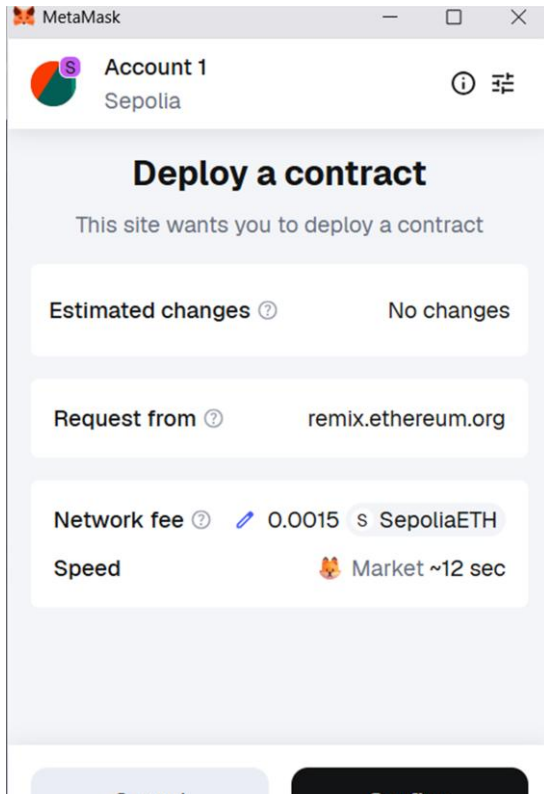 MetaMask
S
Account 1
Sepolia
Deploy a contract
This site wants you to deploy a contract
Estimated changes ? No changes
Request from ? remix.ethereum.org
Network fee ? 0.0015 S SepoliaETH
Speed Market ~12 sec